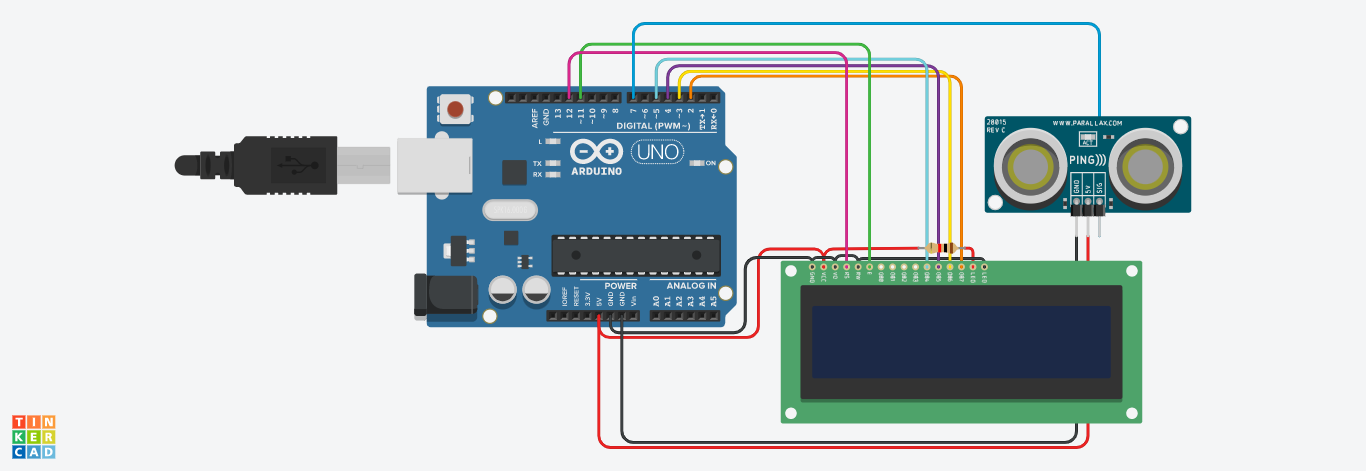 AREF
GND
13
12
~11
~10
~9
8
7
~6
~5
4
~3
2
TX→1
RX←0
DIGITAL (PWM~)
L
TX
RX
ARDUINO
UNO
ON
POWER
ANALOG IN
IOREF
RESET
3.3V
5V
GND
GND
Vin
A0
A1
A2
A3
A4
A5
28015
REV C
WWW.PARALLAX.COM
ACT
PING)))
GND
5V
SIG
GND
VCC
V0
RS
RW
E
DB0
DB1
DB2
DB3
DB4
DB5
DB6
DB7
LED
LED
TIN
KER
CAD